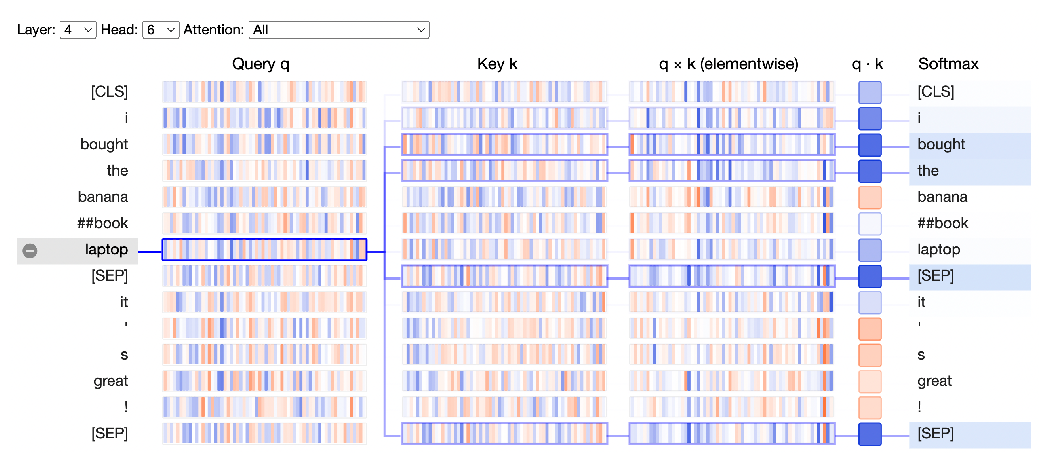 Layer: 4 Head: 6 Attention: All
Query q Key k q × k (elementwise) q · k Softmax
[CLS] [CLS]
i i
bought bought
the the
banana banana
##book ##book
laptop laptop
[SEP] [SEP]
it it
' '
s s
great great
! !
[SEP] [SEP]